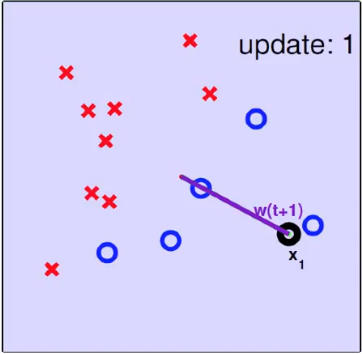 update: 1
w(t+1)
x1